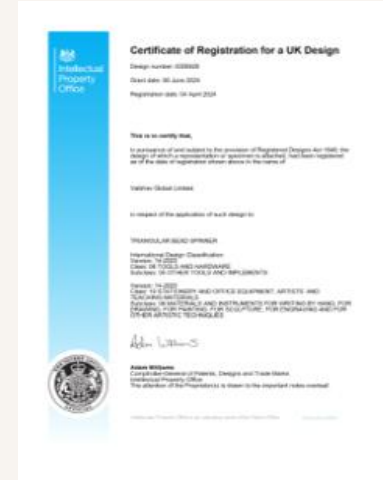 Intellectual
Property
Office
Certificate of Registration for a UK Design
Design number:
Grant date: 06 June 2024
Registration date: 04 April 2024
This is to certify that,
in pursuance of and subject to the provision of Registered Designs Act 1949, the
design of which a representation or specimen is attached, had been registered
as of the date of registration shown above in the name of
Vaibhav Global Limited
in respect of the application of such design to:
TRIANGULAR BEAD SPINNER
International Design Classification:
Version: 14-2023
Class: 08 TOOLS AND HARDWARE
Subclass: 05 OTHER TOOLS AND IMPLEMENTS
Version: 14-2023
Class: 19 STATIONERY AND OFFICE EQUIPMENT, ARTISTS' AND
TEACHING MATERIALS
Subclass: 06 MATERIALS AND INSTRUMENTS FOR WRITING BY HAND, FOR
DRAWING, FOR PAINTING, FOR SCULPTURE, FOR ENGRAVING AND FOR
OTHER ARTISTIC TECHNIQUES
Adam Williams
Adam Williams
Comptroller-General of Patents, Designs and Trade Marks
Intellectual Property Office
The attention of the Proprietor(s) is drawn to the important notes overleaf.